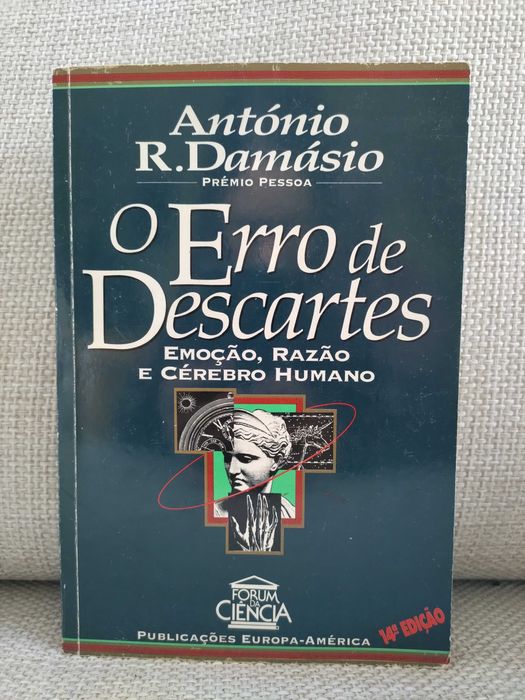 António
R. Damásio
PRÉMIO PESSOA
O Erro de
Descartes
EMOÇÃO, RAZÃO
E CÉREBRO HUMANO
FORUM
DA
CIÊNCIA
PUBLICAÇÕES EUROPA-AMÉRICA
14ª EDIÇÃO